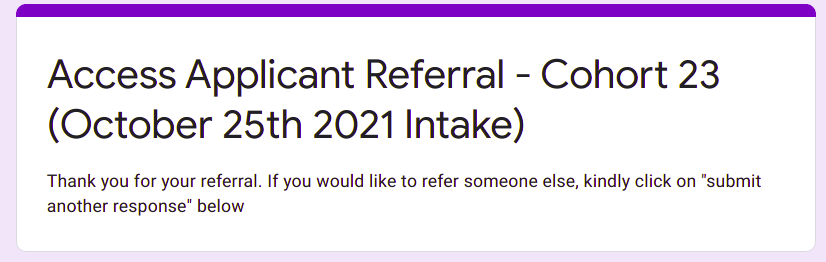 Access Applicant Referral - Cohort 23
(October 25th 2021 Intake)
Thank you for your referral. If you would like to refer someone else, kindly click on "submit
another response" below